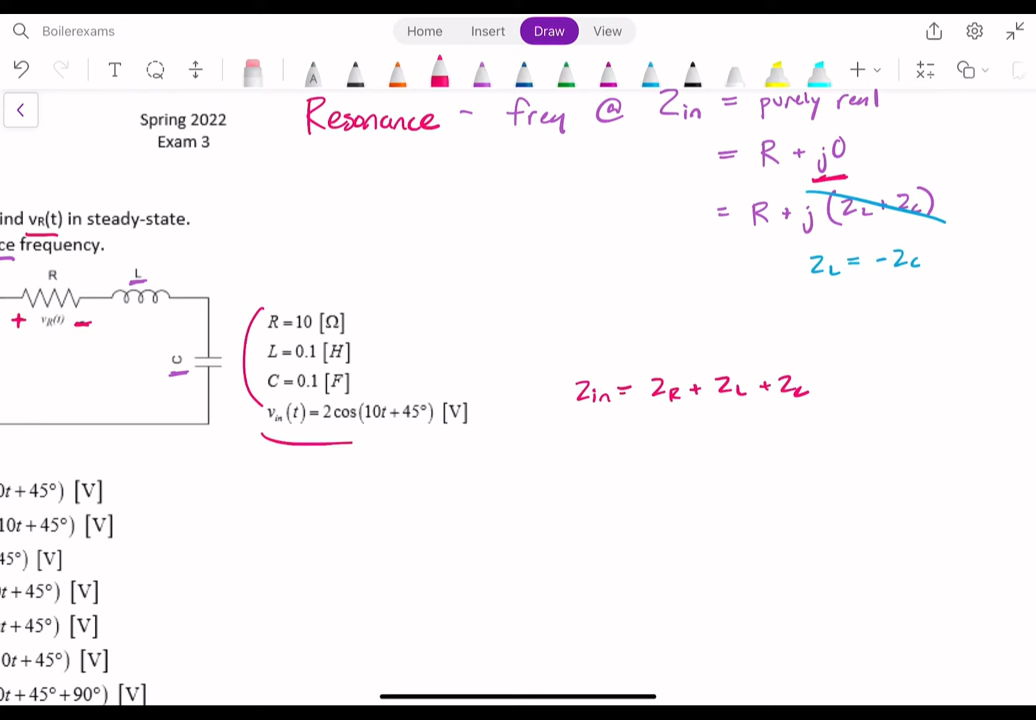 Boilerexams
Home Insert Draw View
T
A
Spring 2022
Exam 3
Resonance - freq @ Zin = purely real
= R + j0
= R + j (ZL + ZC)
ZL = -ZC
ind vR(t) in steady-state.
ce frequency.
R L
+ vR(t) -
C
R = 10 [Ω]
L = 0.1 [H]
C = 0.1 [F]
vin (t) = 2cos(10t + 45°) [V]
Zin = ZR + ZL + ZC
0t + 45°) [V]
10t + 45°) [V]
45°) [V]
t + 45°) [V]
t + 45°) [V]
0t + 45°) [V]
0t + 45° + 90°) [V]